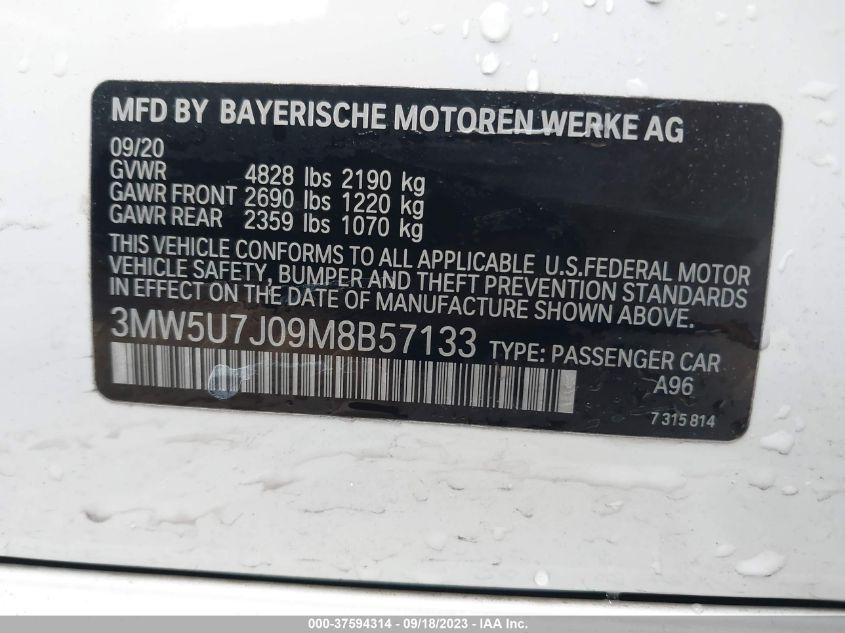 MFD BY BAYERISCHE MOTOREN WERKE AG
09/20
GVWR 4828 lbs 2190 kg
GAWR FRONT 2690 lbs 1220 kg
GAWR REAR 2359 lbs 1070 kg
THIS VEHICLE CONFORMS TO ALL APPLICABLE U.S.FEDERAL MOTOR
VEHICLE SAFETY, BUMPER AND THEFT PREVENTION STANDARDS
IN EFFECT ON THE DATE OF MANUFACTURE SHOWN ABOVE.
3MW5U7J09M8B57133 TYPE: PASSENGER CAR
A96
7 315 814
000-37594314 - 09/18/2023 - IAA Inc.